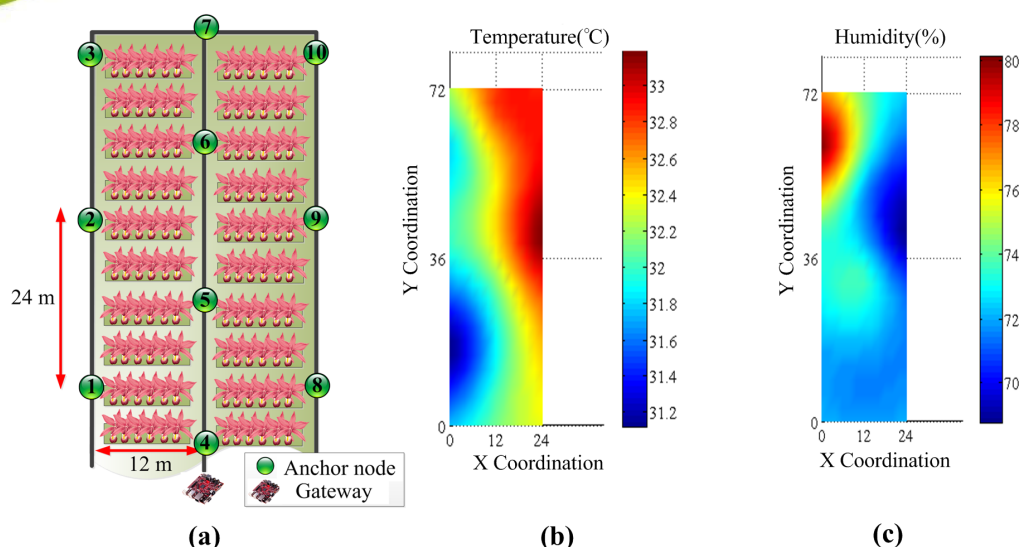 7
3
10
6
2
9
24 m
5
1
8
4
12 m
Anchor node
Gateway
(a)
Temperature(℃)
72
36
0
0
12
24
Y Coordination
X Coordination
33
32.8
32.6
32.4
32.2
32
31.8
31.6
31.4
31.2
(b)
Humidity(%)
72
36
0
0
12
24
Y Coordination
X Coordination
80
78
76
74
72
70
(c)